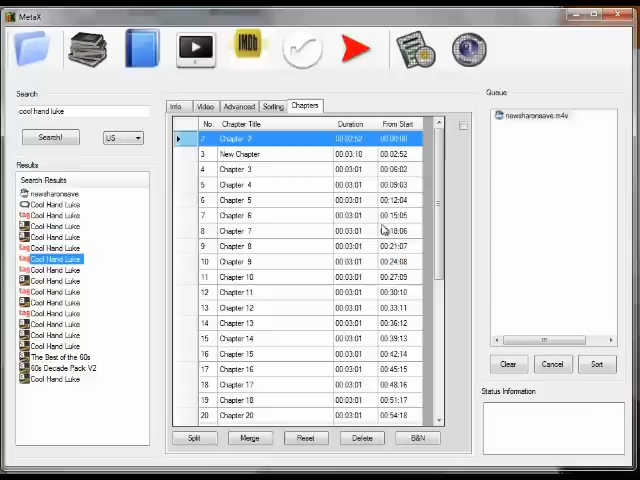 MetaX
IMDb
Search
cool hand luke
Search!
US
Results
Search Results
newsharonsave
Cool Hand Luke
tag Cool Hand Luke
Cool Hand Luke
Cool Hand Luke
tag Cool Hand Luke
tag Cool Hand Luke
tag Cool Hand Luke
Cool Hand Luke
Cool Hand Luke
Cool Hand Luke
Cool Hand Luke
Cool Hand Luke
Cool Hand Luke
Cool Hand Luke
The Best of the 60s
60s Decade Pack V2
Cool Hand Luke
Info Video Advanced Sorting Chapters
No. Chapter Title Duration From Start
2 Chapter 2 00:02:52 00:00:00
3 New Chapter 00:03:10 00:02:52
4 Chapter 3 00:03:01 00:06:02
5 Chapter 4 00:03:01 00:09:03
6 Chapter 5 00:03:01 00:12:04
7 Chapter 6 00:03:01 00:15:05
8 Chapter 7 00:03:01 00:18:06
9 Chapter 8 00:03:01 00:21:07
10 Chapter 9 00:03:01 00:24:08
11 Chapter 10 00:03:01 00:27:09
12 Chapter 11 00:03:01 00:30:10
13 Chapter 12 00:03:01 00:33:11
14 Chapter 13 00:03:01 00:36:12
15 Chapter 14 00:03:01 00:39:13
16 Chapter 15 00:03:01 00:42:14
17 Chapter 16 00:03:01 00:45:15
18 Chapter 17 00:03:01 00:48:16
19 Chapter 18 00:03:01 00:51:17
20 Chapter 20 00:03:01 00:54:18
Split Merge Reset Delete B&N
Queue
newsharonsave.m4v
Clear Cancel Sort
Status Information